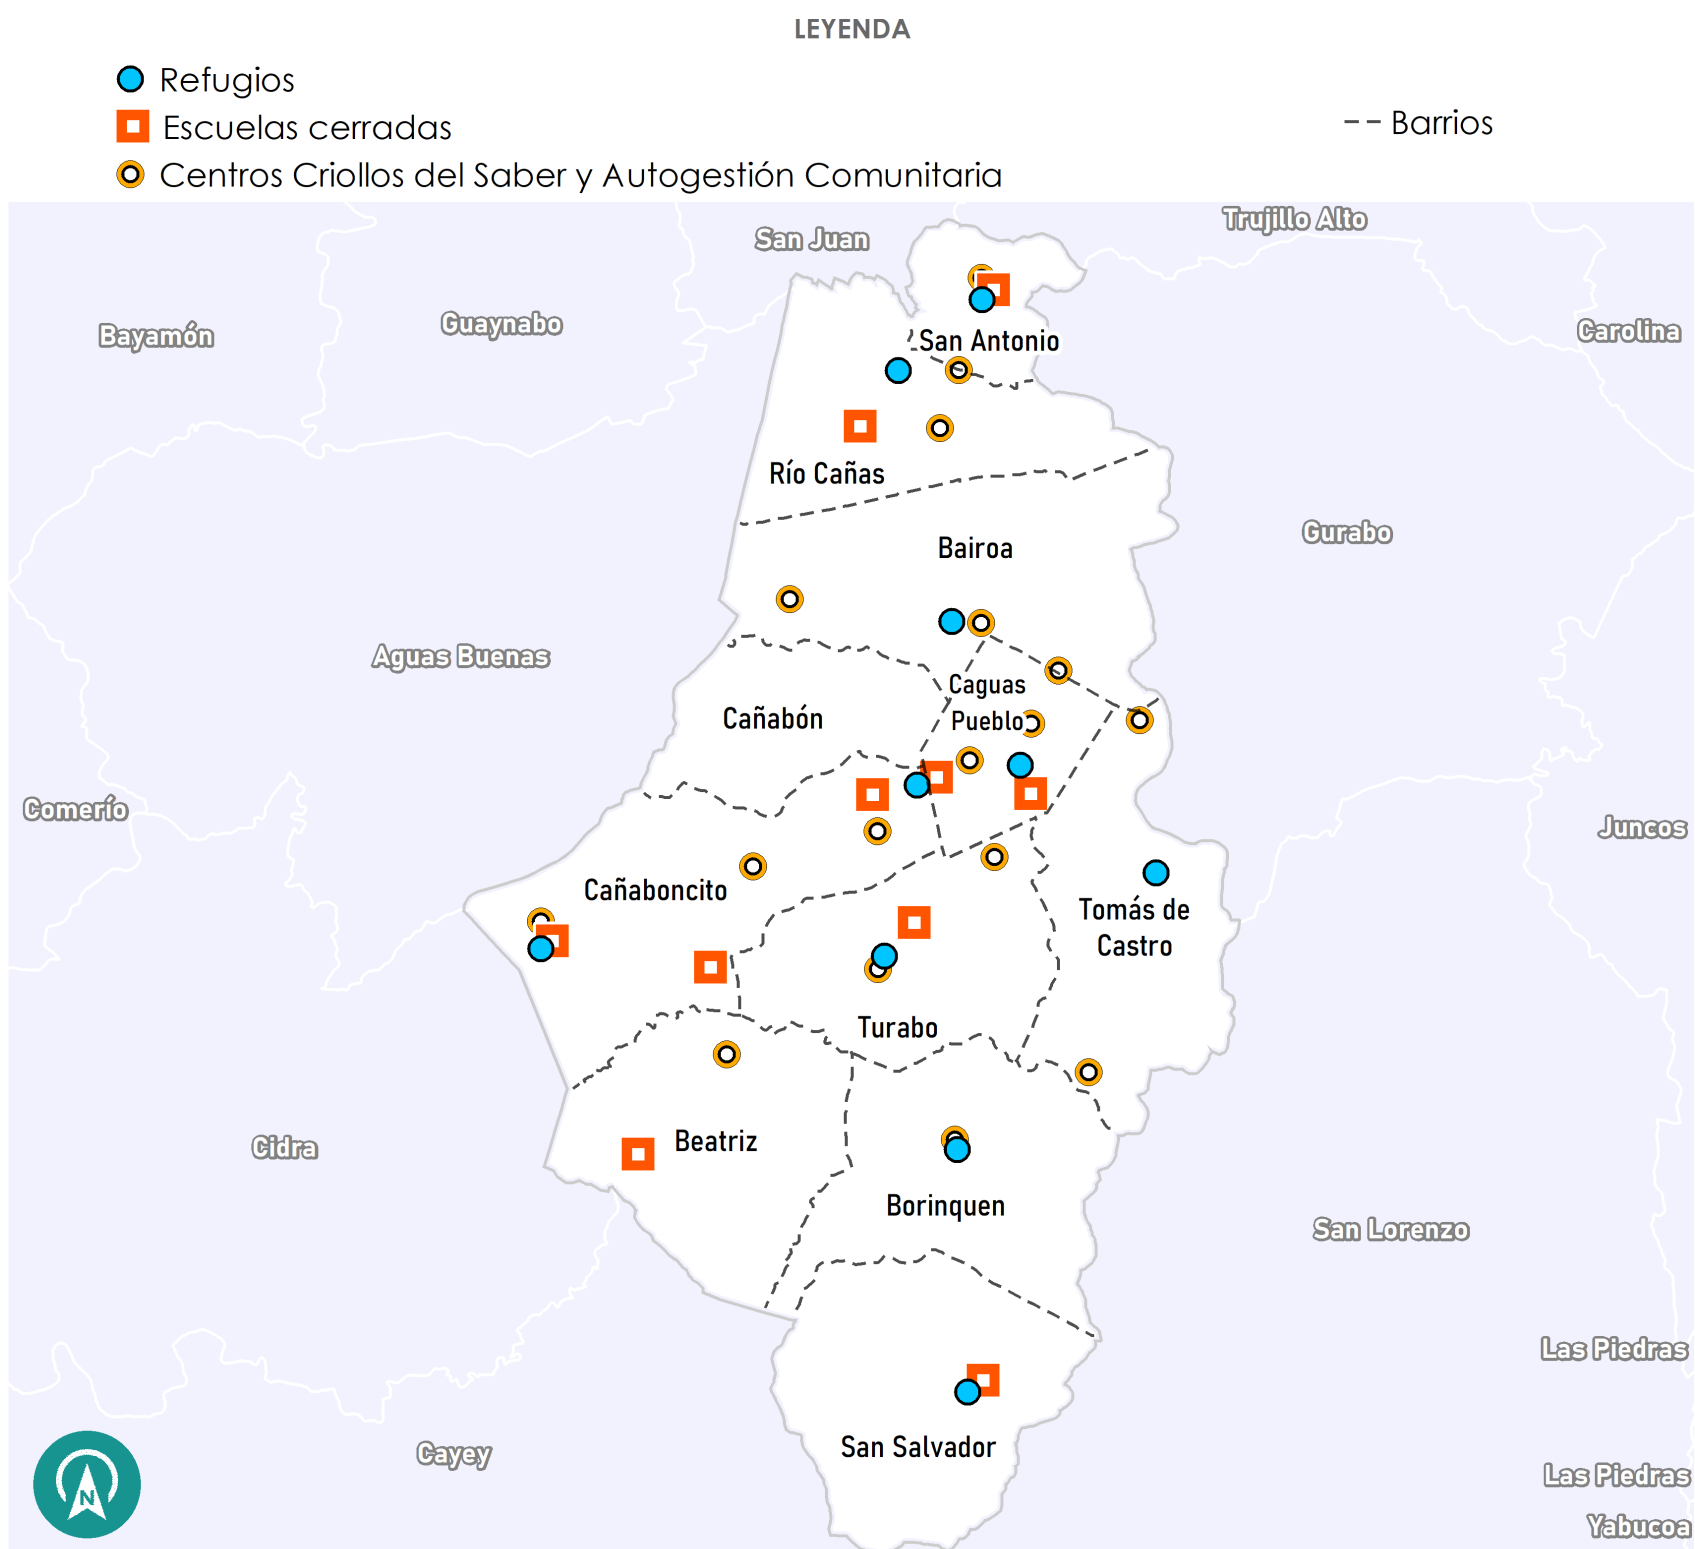 LEYENDA
Refugios
Escuelas cerradas
Barrios
Centros Criollos del Saber y Autogestión Comunitaria
Trujillo Alto
San Juan
Guaynabo
Bayamón
Carolina
San Antonio
Río Cañas
Gurabo
Bairoa
Aguas Buenas
Caguas
Pueblo
Cañabón
Comerío
Juncos
Cañaboncito
Tomás de
Castro
Turabo
Beatriz
Cidra
Borinquen
San Lorenzo
Las Piedras
San Salvador
Cayey
Las Piedras
N
Yabucoa